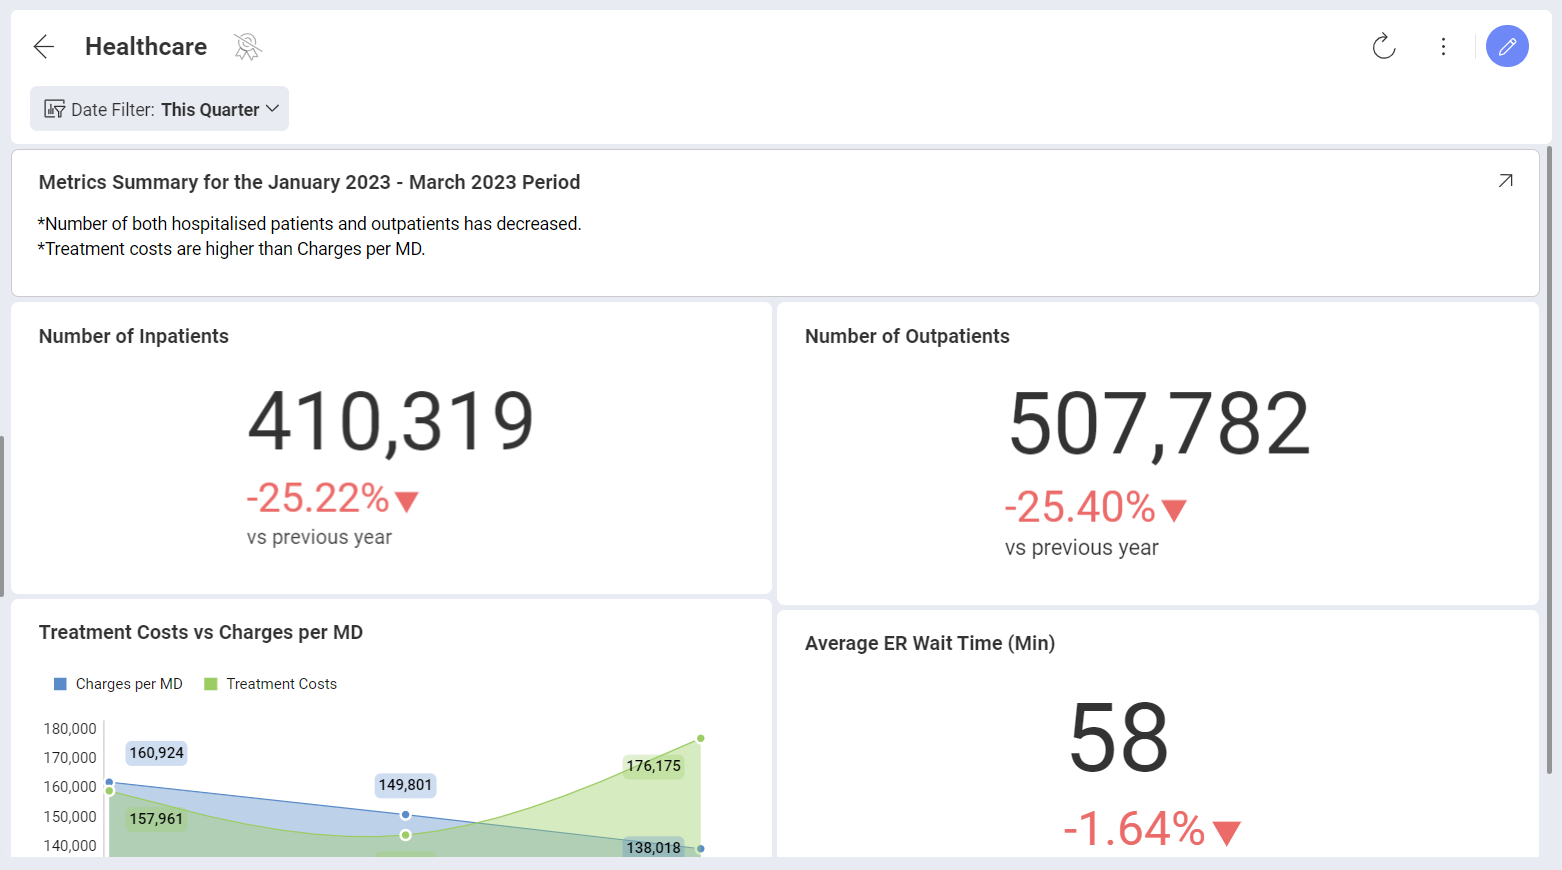 Healthcare
Date Filter: This Quarter
Metrics Summary for the January 2023 - March 2023 Period
*Number of both hospitalised patients and outpatients has decreased.
*Treatment costs are higher than Charges per MD.
Number of Inpatients
410,319
-25.22%
vs previous year
Number of Outpatients
507,782
-25.40%
vs previous year
Treatment Costs vs Charges per MD
Charges per MD
Treatment Costs
180,000
170,000
160,000
150,000
140,000
160,924
157,961
149,801
176,175
138,018
Average ER Wait Time (Min)
58
-1.64%